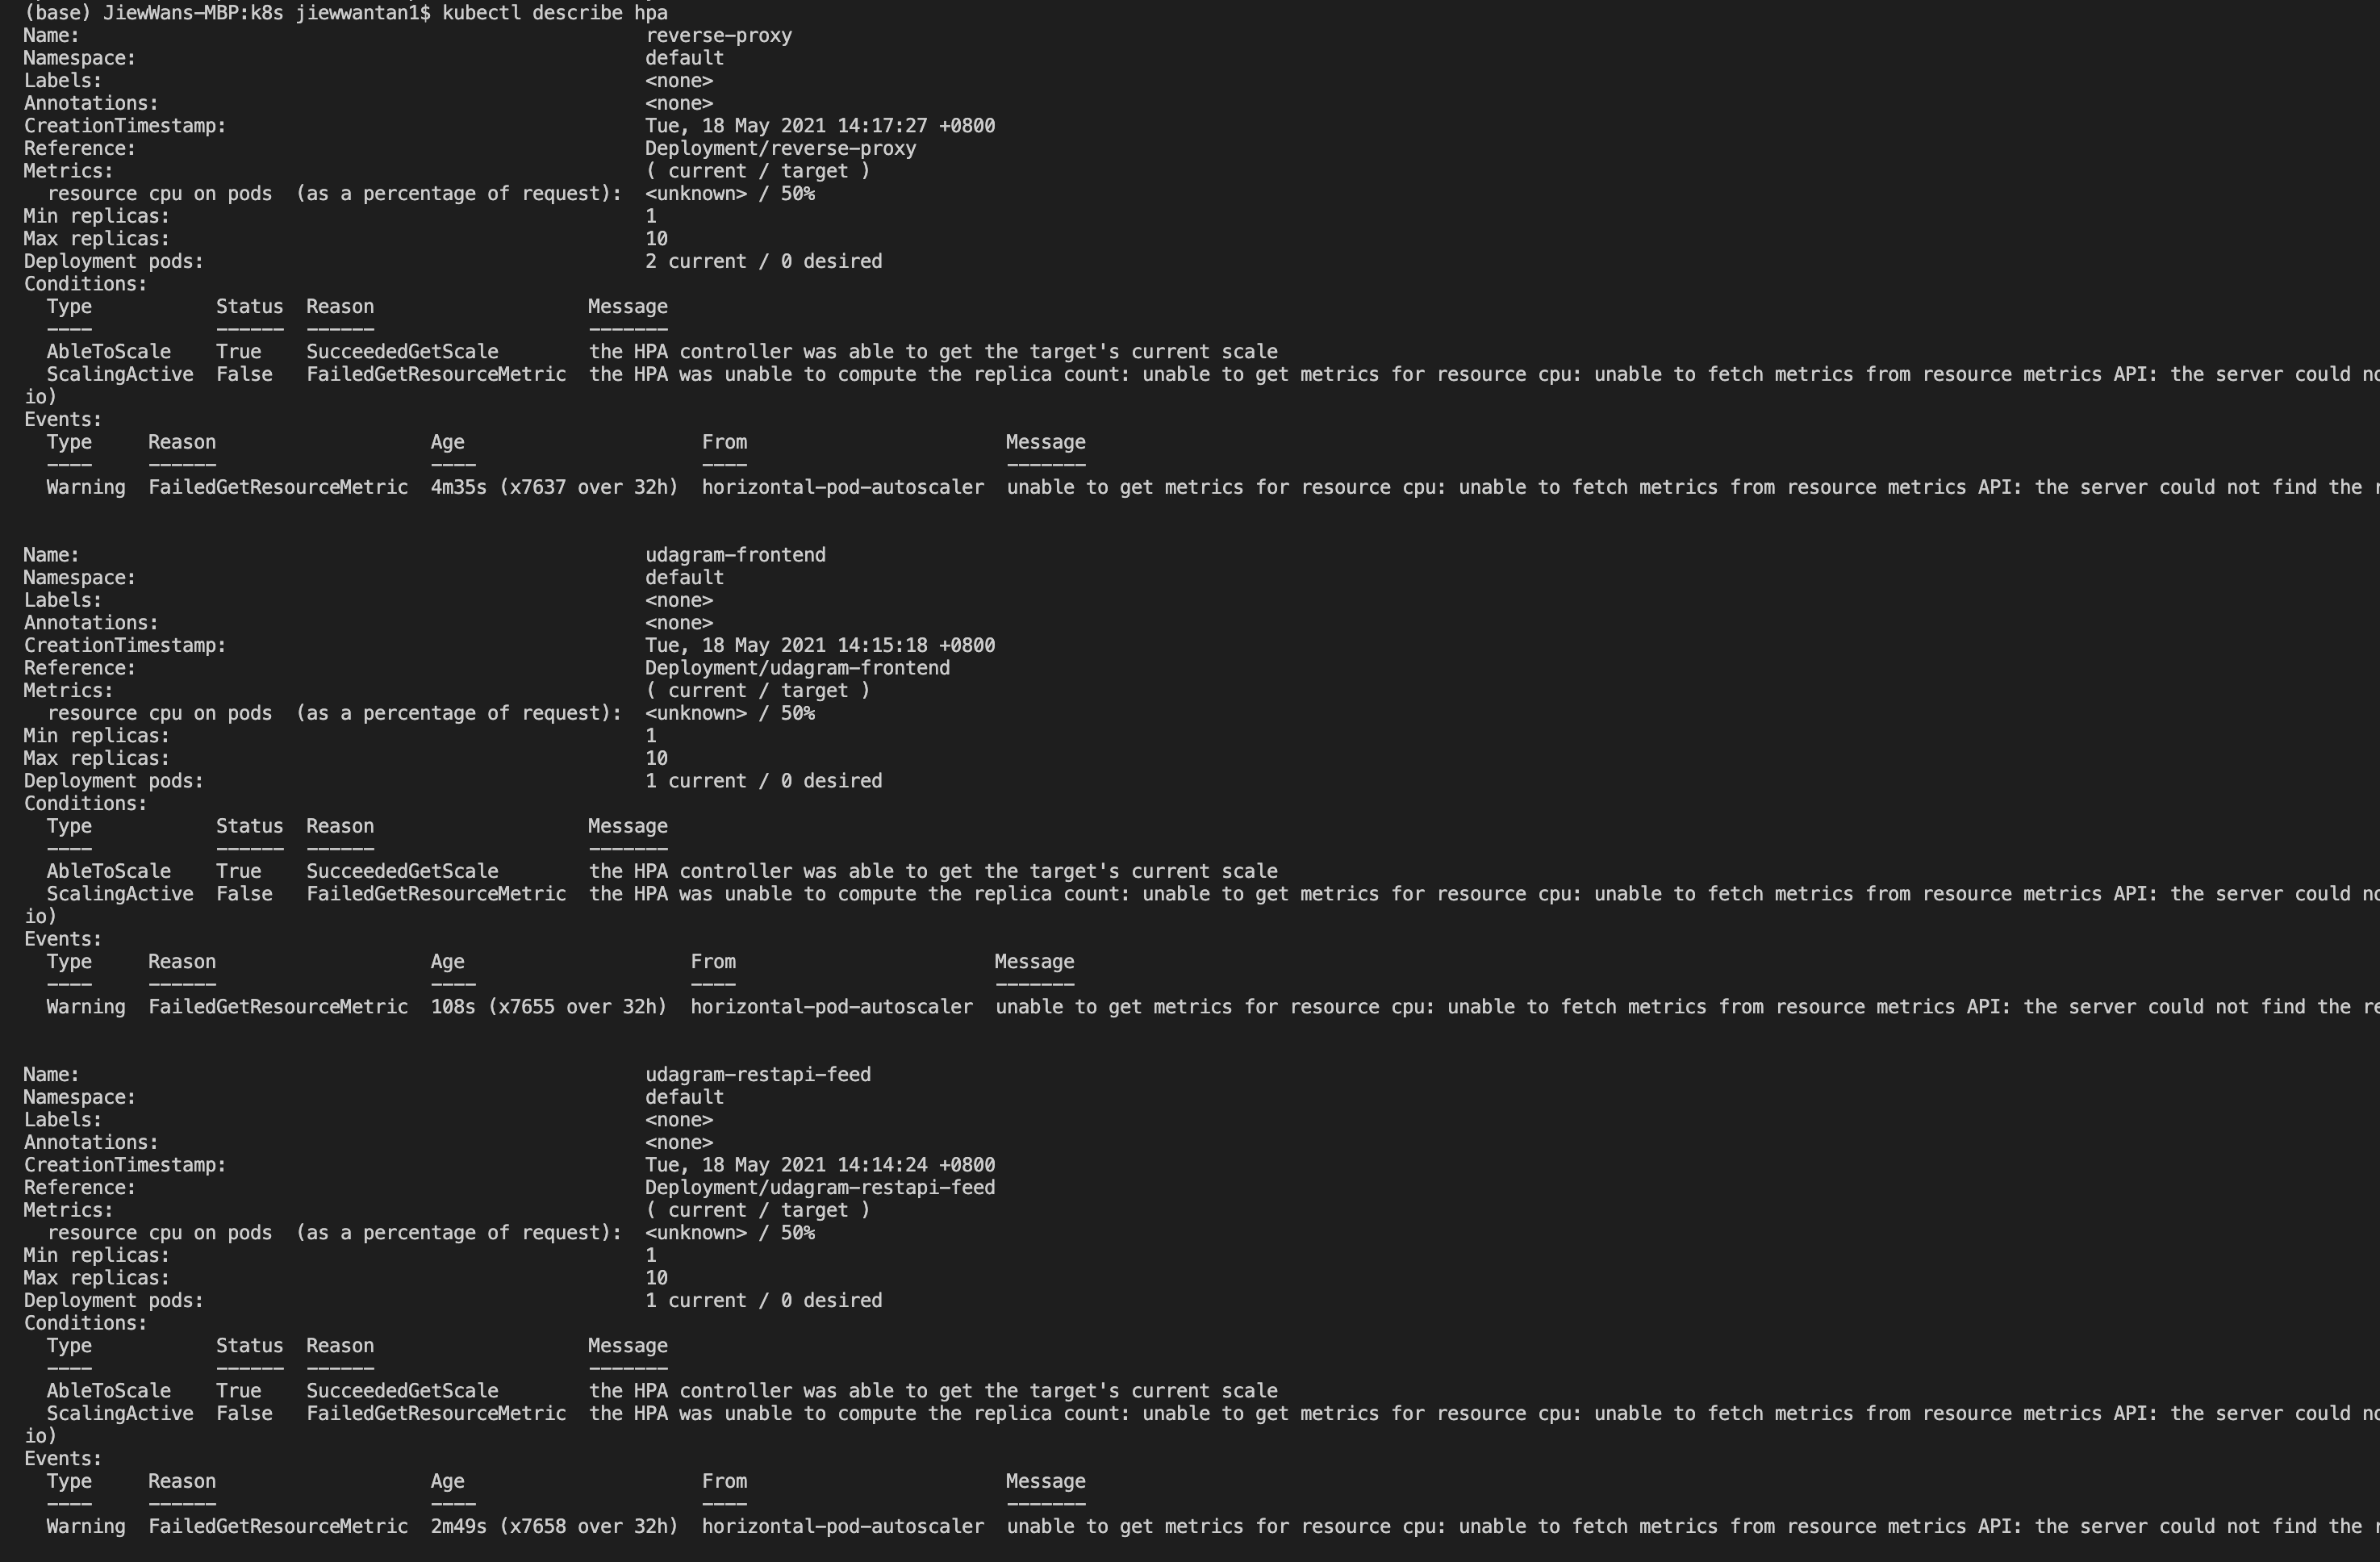 (base) JiewWans-MBP:k8s jiewwantan1$ kubectl describe hpa
Name: reverse-proxy
Namespace: default
Labels: <none>
Annotations: <none>
CreationTimestamp: Tue, 18 May 2021 14:17:27 +0800
Reference: Deployment/reverse-proxy
Metrics: ( current / target )
resource cpu on pods (as a percentage of request): <unknown> / 50%
Min replicas: 1
Max replicas: 10
Deployment pods: 2 current / 0 desired
Conditions:
Type Status Reason Message
---- ------ ------ -------
AbleToScale True SucceededGetScale the HPA controller was able to get the target's current scale
ScalingActive False FailedGetResourceMetric the HPA was unable to compute the replica count: unable to get metrics for resource cpu: unable to fetch metrics from resource metrics API: the server could no
io)
Events:
Type Reason Age From Message
---- ------ ---- ---- -------
Warning FailedGetResourceMetric 4m35s (x7637 over 32h) horizontal-pod-autoscaler unable to get metrics for resource cpu: unable to fetch metrics from resource metrics API: the server could not find the r
Name: udagram-frontend
Namespace: default
Labels: <none>
Annotations: <none>
CreationTimestamp: Tue, 18 May 2021 14:15:18 +0800
Reference: Deployment/udagram-frontend
Metrics: ( current / target )
resource cpu on pods (as a percentage of request): <unknown> / 50%
Min replicas: 1
Max replicas: 10
Deployment pods: 1 current / 0 desired
Conditions:
Type Status Reason Message
---- ------ ------ -------
AbleToScale True SucceededGetScale the HPA controller was able to get the target's current scale
ScalingActive False FailedGetResourceMetric the HPA was unable to compute the replica count: unable to get metrics for resource cpu: unable to fetch metrics from resource metrics API: the server could no
io)
Events:
Type Reason Age From Message
---- ------ ---- ---- -------
Warning FailedGetResourceMetric 108s (x7655 over 32h) horizontal-pod-autoscaler unable to get metrics for resource cpu: unable to fetch metrics from resource metrics API: the server could not find the re
Name: udagram-restapi-feed
Namespace: default
Labels: <none>
Annotations: <none>
CreationTimestamp: Tue, 18 May 2021 14:14:24 +0800
Reference: Deployment/udagram-restapi-feed
Metrics: ( current / target )
resource cpu on pods (as a percentage of request): <unknown> / 50%
Min replicas: 1
Max replicas: 10
Deployment pods: 1 current / 0 desired
Conditions:
Type Status Reason Message
---- ------ ------ -------
AbleToScale True SucceededGetScale the HPA controller was able to get the target's current scale
ScalingActive False FailedGetResourceMetric the HPA was unable to compute the replica count: unable to get metrics for resource cpu: unable to fetch metrics from resource metrics API: the server could no
io)
Events:
Type Reason Age From Message
---- ------ ---- ---- -------
Warning FailedGetResourceMetric 2m49s (x7658 over 32h) horizontal-pod-autoscaler unable to get metrics for resource cpu: unable to fetch metrics from resource metrics API: the server could not find the r